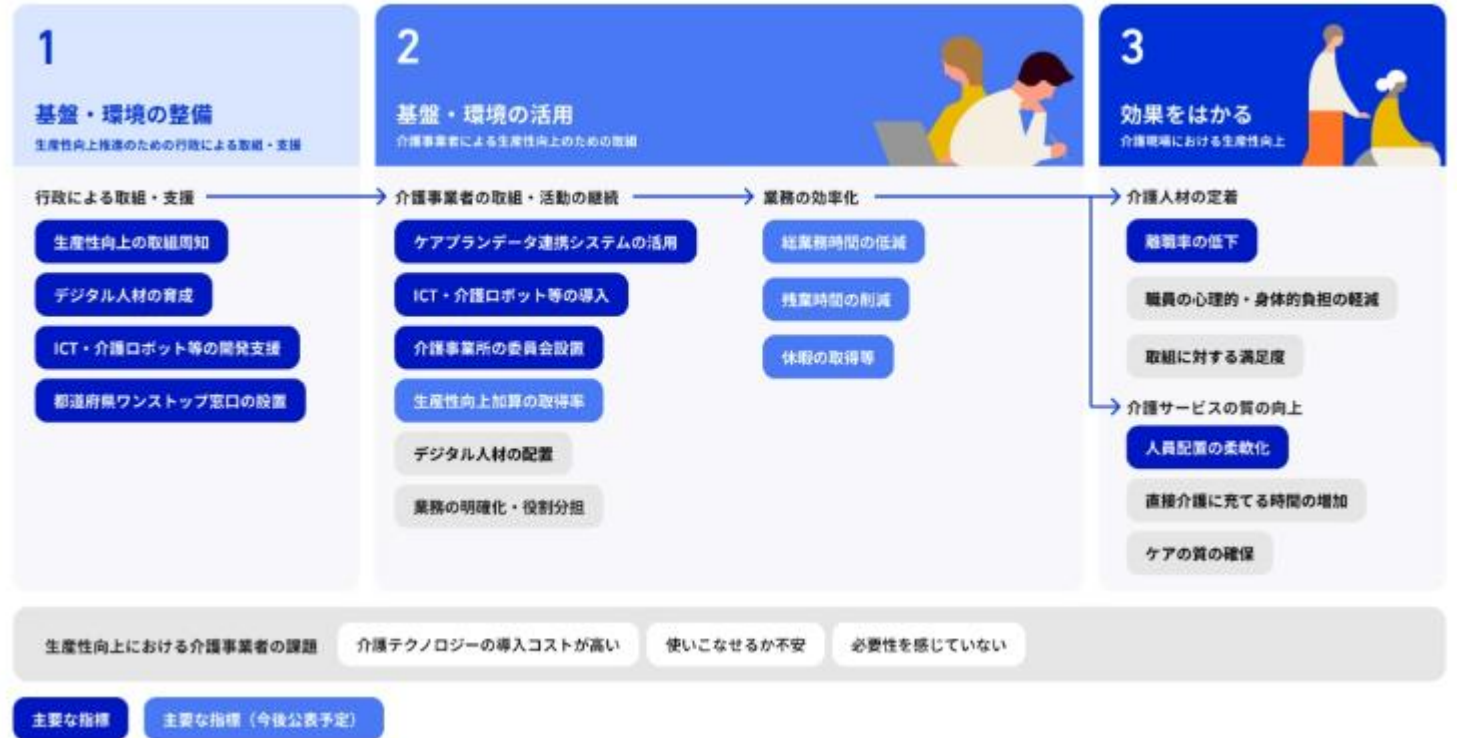 1
基盤・環境の整備
生産性向上推進のための行政による取組・支援
行政による取組・支援
生産性向上の取組周知
デジタル人材の育成
ICT・介護ロボット等の開発支援
都道府県ワンストップ窓口の設置
2
基盤・環境の活用
介護事業者による生産性向上のための取組
介護事業者の取組・活動の継続
ケアプランデータ連携システムの活用
ICT・介護ロボット等の導入
介護事業所の委員会設置
生産性向上加算の取得率
デジタル人材の配置
業務の明確化・役割分担
業務の効率化
総業務時間の低減
残業時間の削減
休暇の取得等
3
効果をはかる
介護現場における生産性向上
介護人材の定着
離職率の低下
職員の心理的・身体的負担の軽減
取組に対する満足度
介護サービスの質の向上
人員配置の柔軟化
直接介護に充てる時間の増加
ケアの質の確保
生産性向上における介護事業者の課題
介護テクノロジーの導入コストが高い
使いこなせるか不安
必要性を感じていない
主要な指標
主要な指標（今後公表予定）